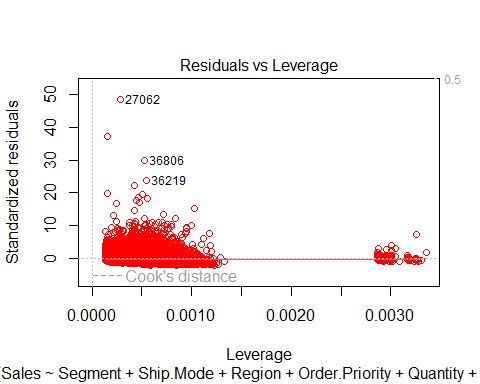 Residuals vs Leverage
0.5
50
40
30
20
10
0
Standardized residuals
27062
36806
36219
Cook's distance
0.0000
0.0010
0.0020
0.0030
Leverage
(Sales ~ Segment + Ship.Mode + Region + Order.Priority + Quantity +